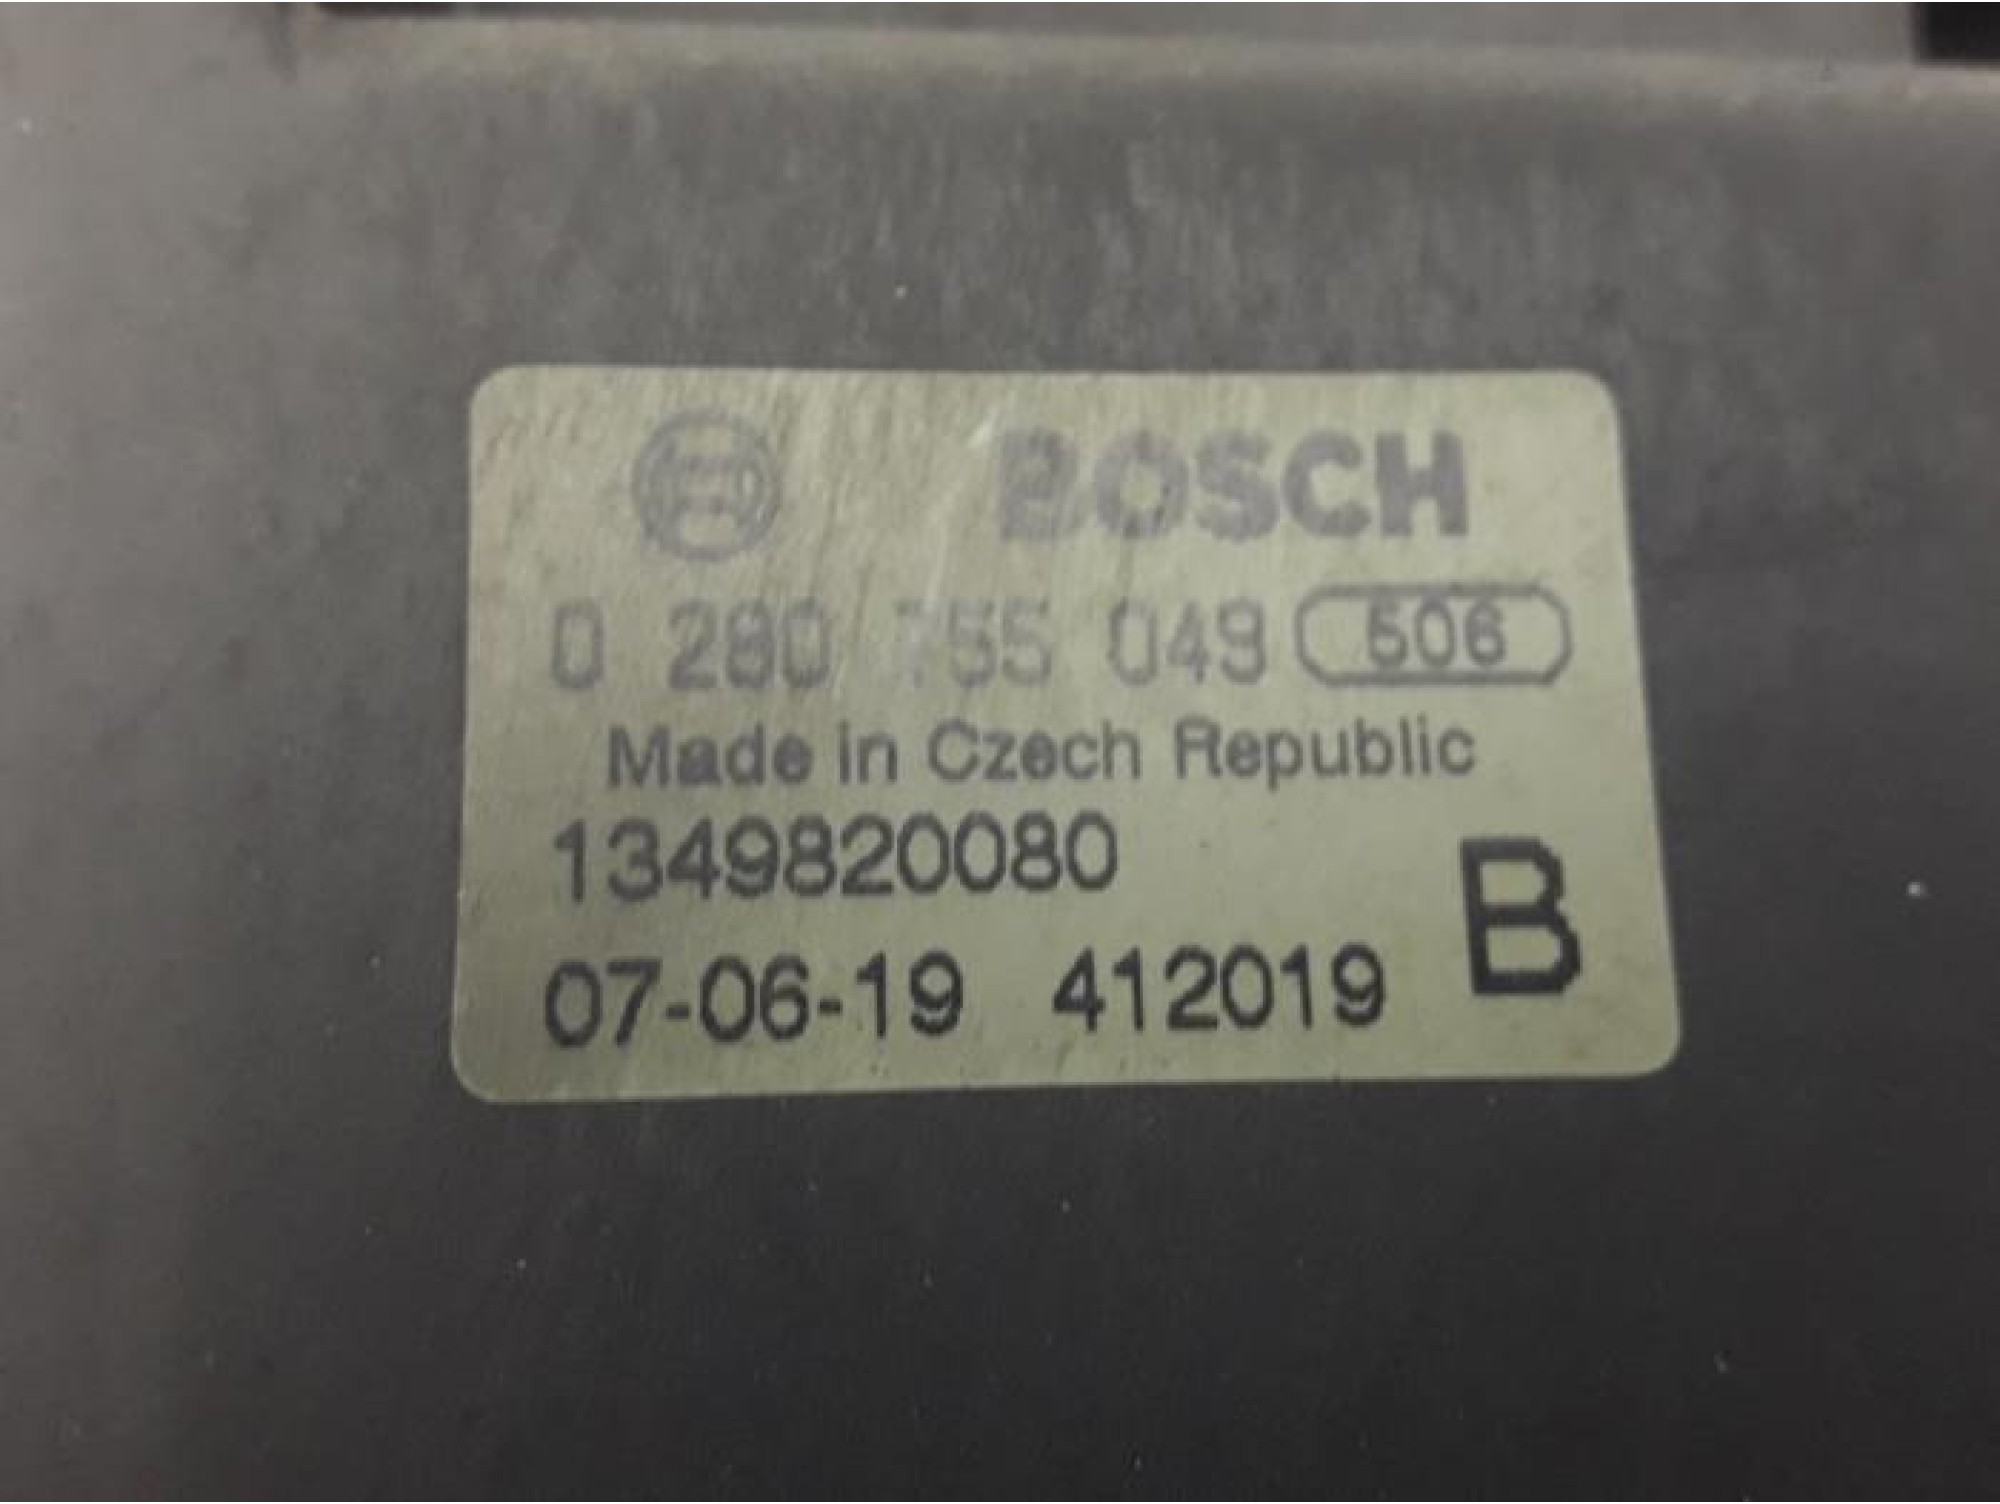 BOSCH
0 280 755 049 506
Made in Czech Republic
1349820080
B
07-06-19 412019